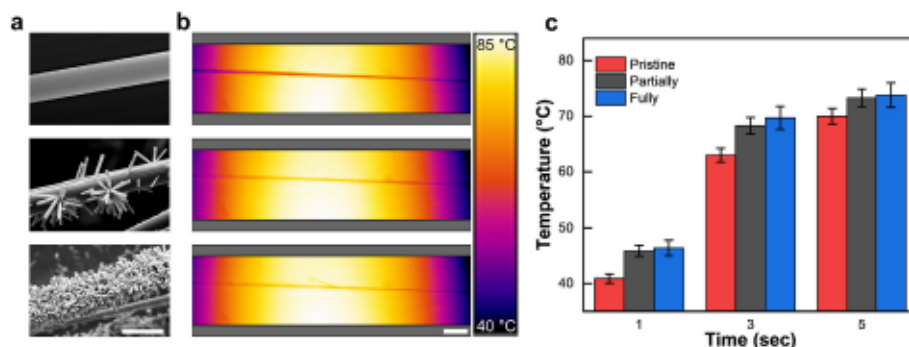 a
b
c
85 °C
40 °C
Temperature (°C)
80
70
60
50
40
Pristine
Partially
Fully
1
3
5
Time (sec)